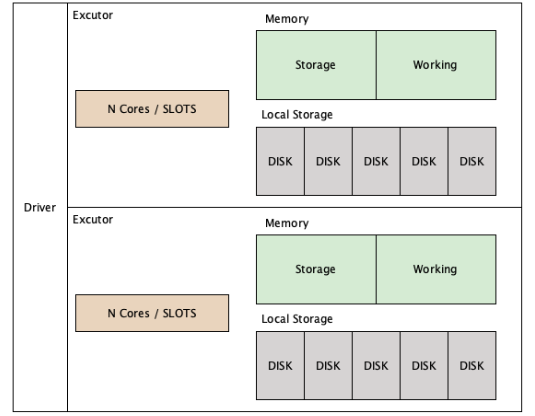 Excutor
Memory
Storage Working
N Cores / SLOTS
Local Storage
DISK DISK DISK DISK DISK
Driver
Excutor
Memory
Storage Working
N Cores / SLOTS
Local Storage
DISK DISK DISK DISK DISK